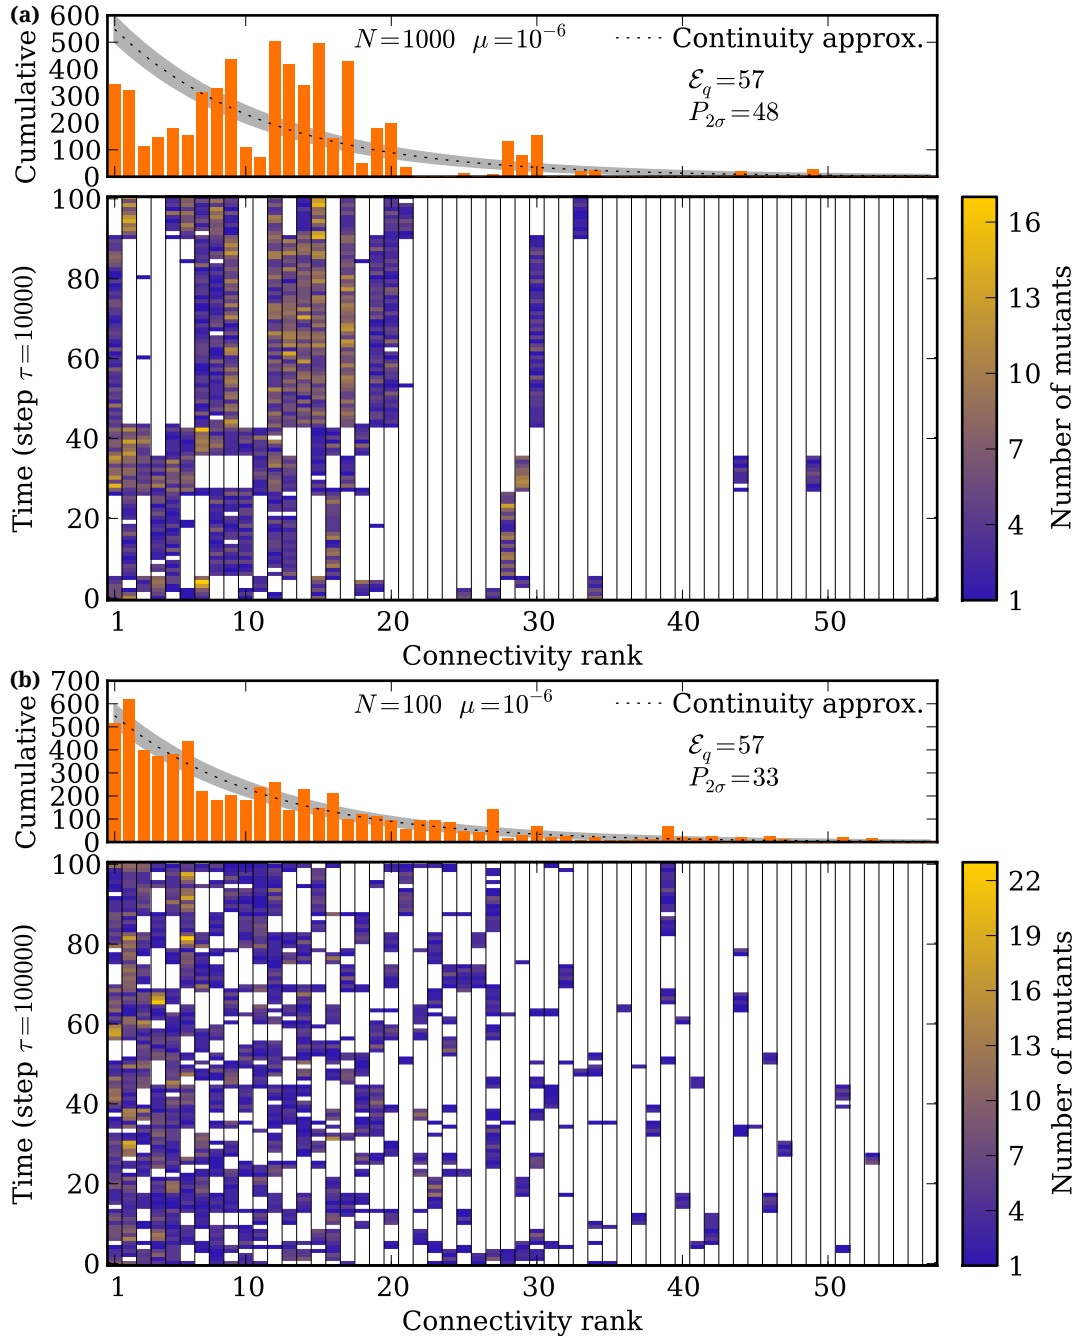 (a)
600
500
400
300
200
100
0
Cumulative
N=1000 μ=10⁻⁶
Continuity approx.
ℰ_q=57
P_2σ=48
100
80
60
40
20
0
Time (step τ=10000)
1 10 20 30 40 50
Connectivity rank
16
13
10
7
4
1
Number of mutants
(b)
700
600
500
400
300
200
100
0
Cumulative
N=100 μ=10⁻⁶
Continuity approx.
ℰ_q=57
P_2σ=33
100
80
60
40
20
0
Time (step τ=100000)
1 10 20 30 40 50
Connectivity rank
22
19
16
13
10
7
4
1
Number of mutants